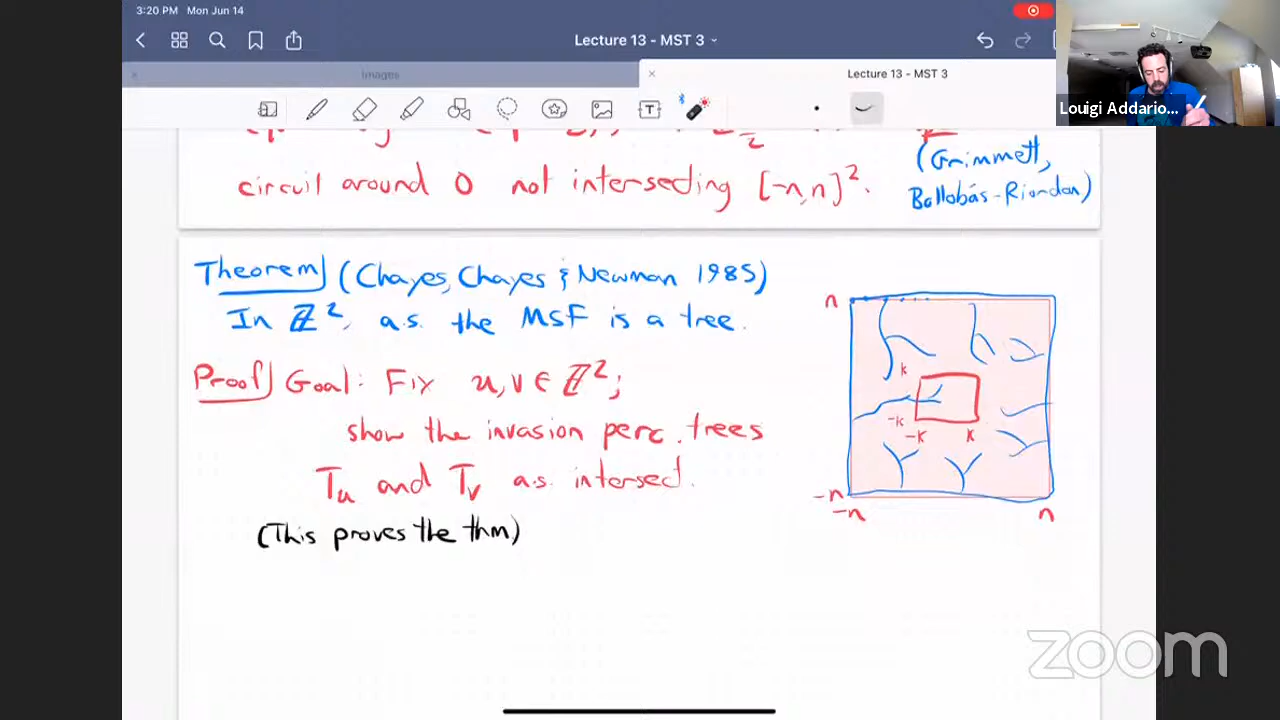 3:20 PM Mon Jun 14
Lecture 13 - MST 3
Images
Lecture 13 - MST 3
Louigi Addario...
(Grimmett,
circuit around 0 not intersecting [-n,n]².
Bollobás-Riordan)
Theorem (Chayes, Chayes & Newman 1985)
In ℤ², a.s. the MSF is a tree.
Proof Goal: Fix u,v ∈ ℤ²;
show the invasion perc. trees
T_u and T_v a.s. intersect.
(This proves the thm)
n
k
-k
-k k
-n
-n n
zoom